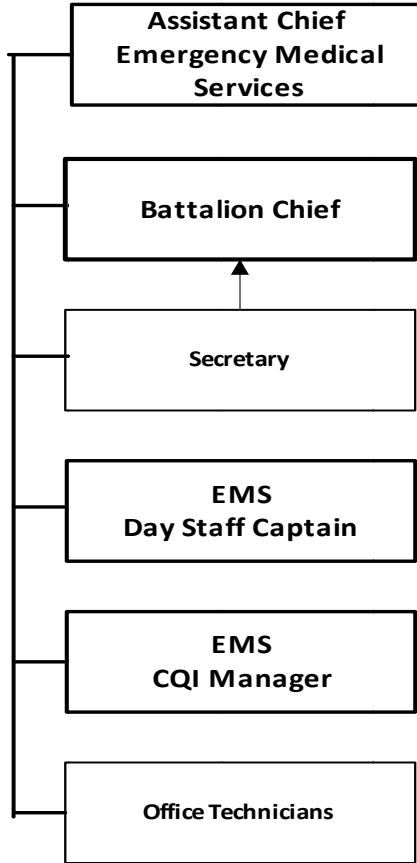 Assistant Chief
Emergency Medical
Services
Battalion Chief
Secretary
EMS
Day Staff Captain
EMS
CQI Manager
Office Technicians